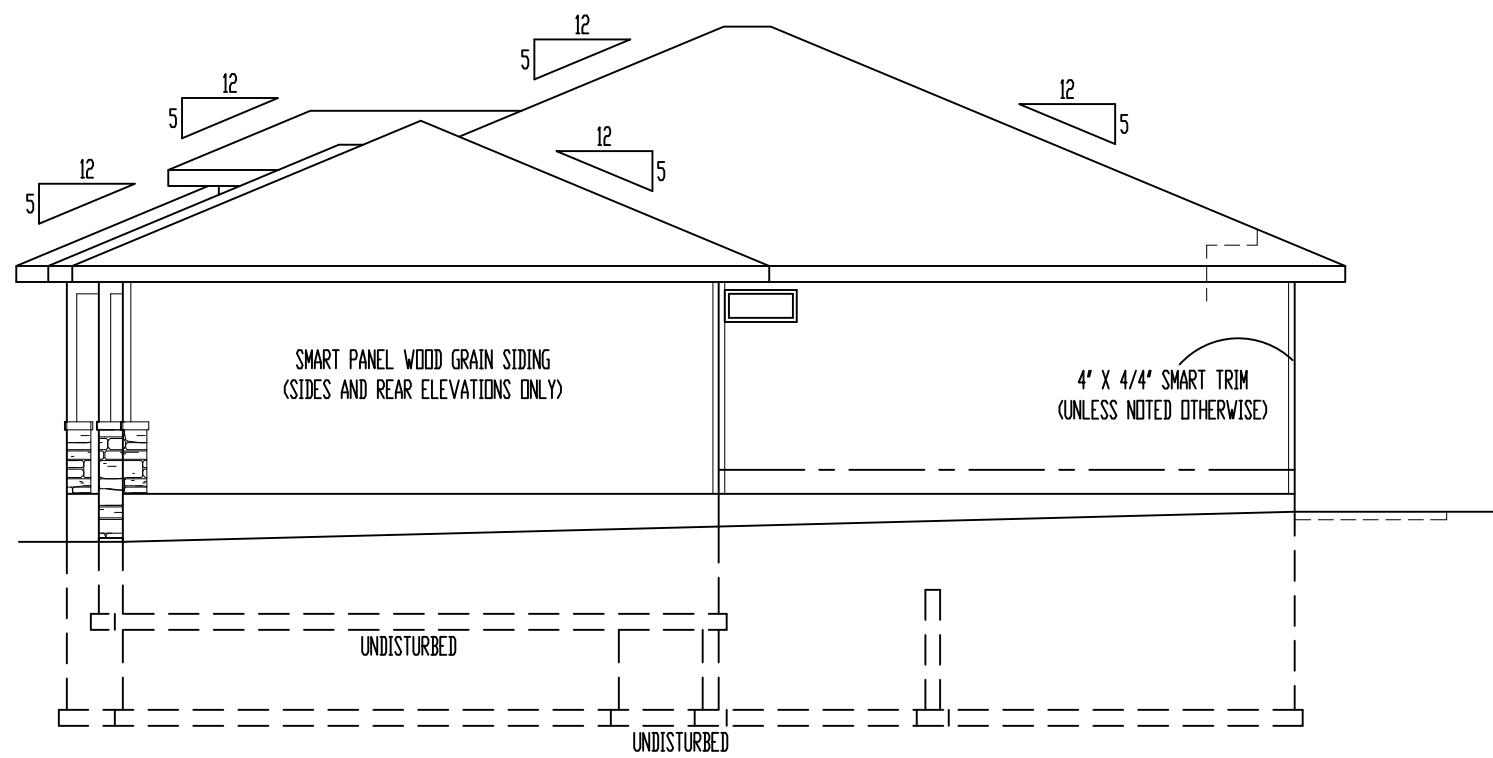 12
5
12
5
12
5
12
5
12
5
SMART PANEL WOOD GRAIN SIDING
(SIDES AND REAR ELEVATIONS ONLY)
4" X 4/4" SMART TRIM
(UNLESS NOTED OTHERWISE)
UNDISTURBED
UNDISTURBED